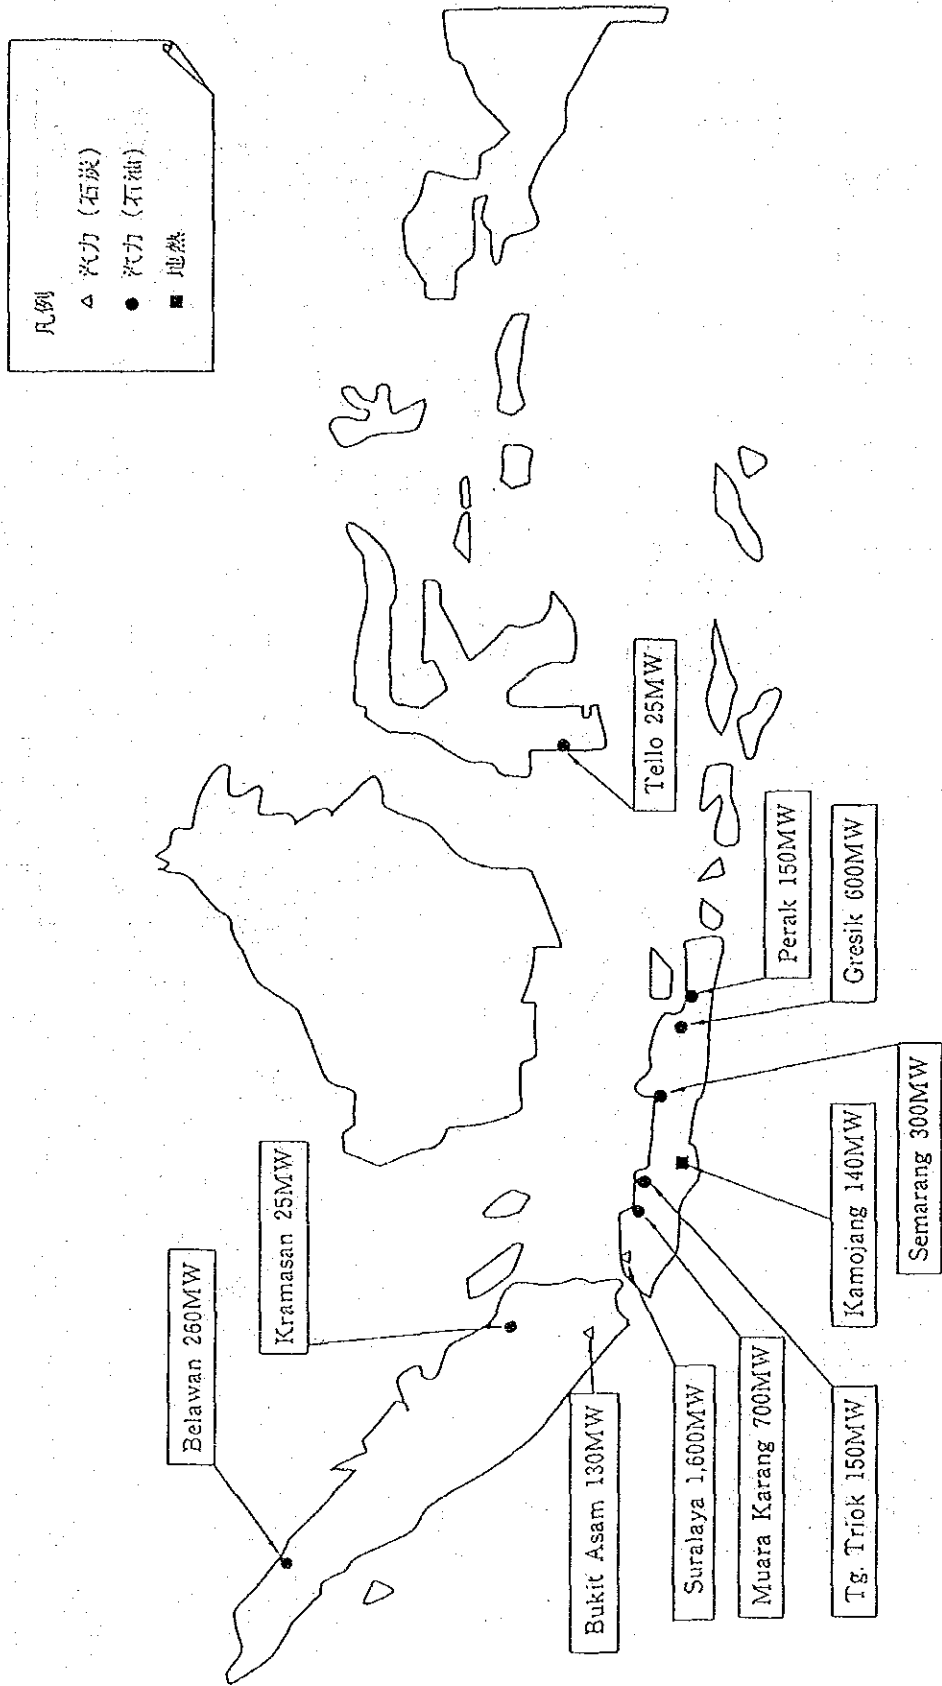 凡例
△ 汽力 (石炭)
● 汽力 (石油)
■ 地熱
Belawan 260MW
Kramasan 25MW
Bukit Asam 130MW
Suralaya 1,600MW
Muara Karang 700MW
Tg. Triok 150MW
Kamojang 140MW
Semarang 300MW
Gresik 600MW
Perak 150MW
Tello 25MW